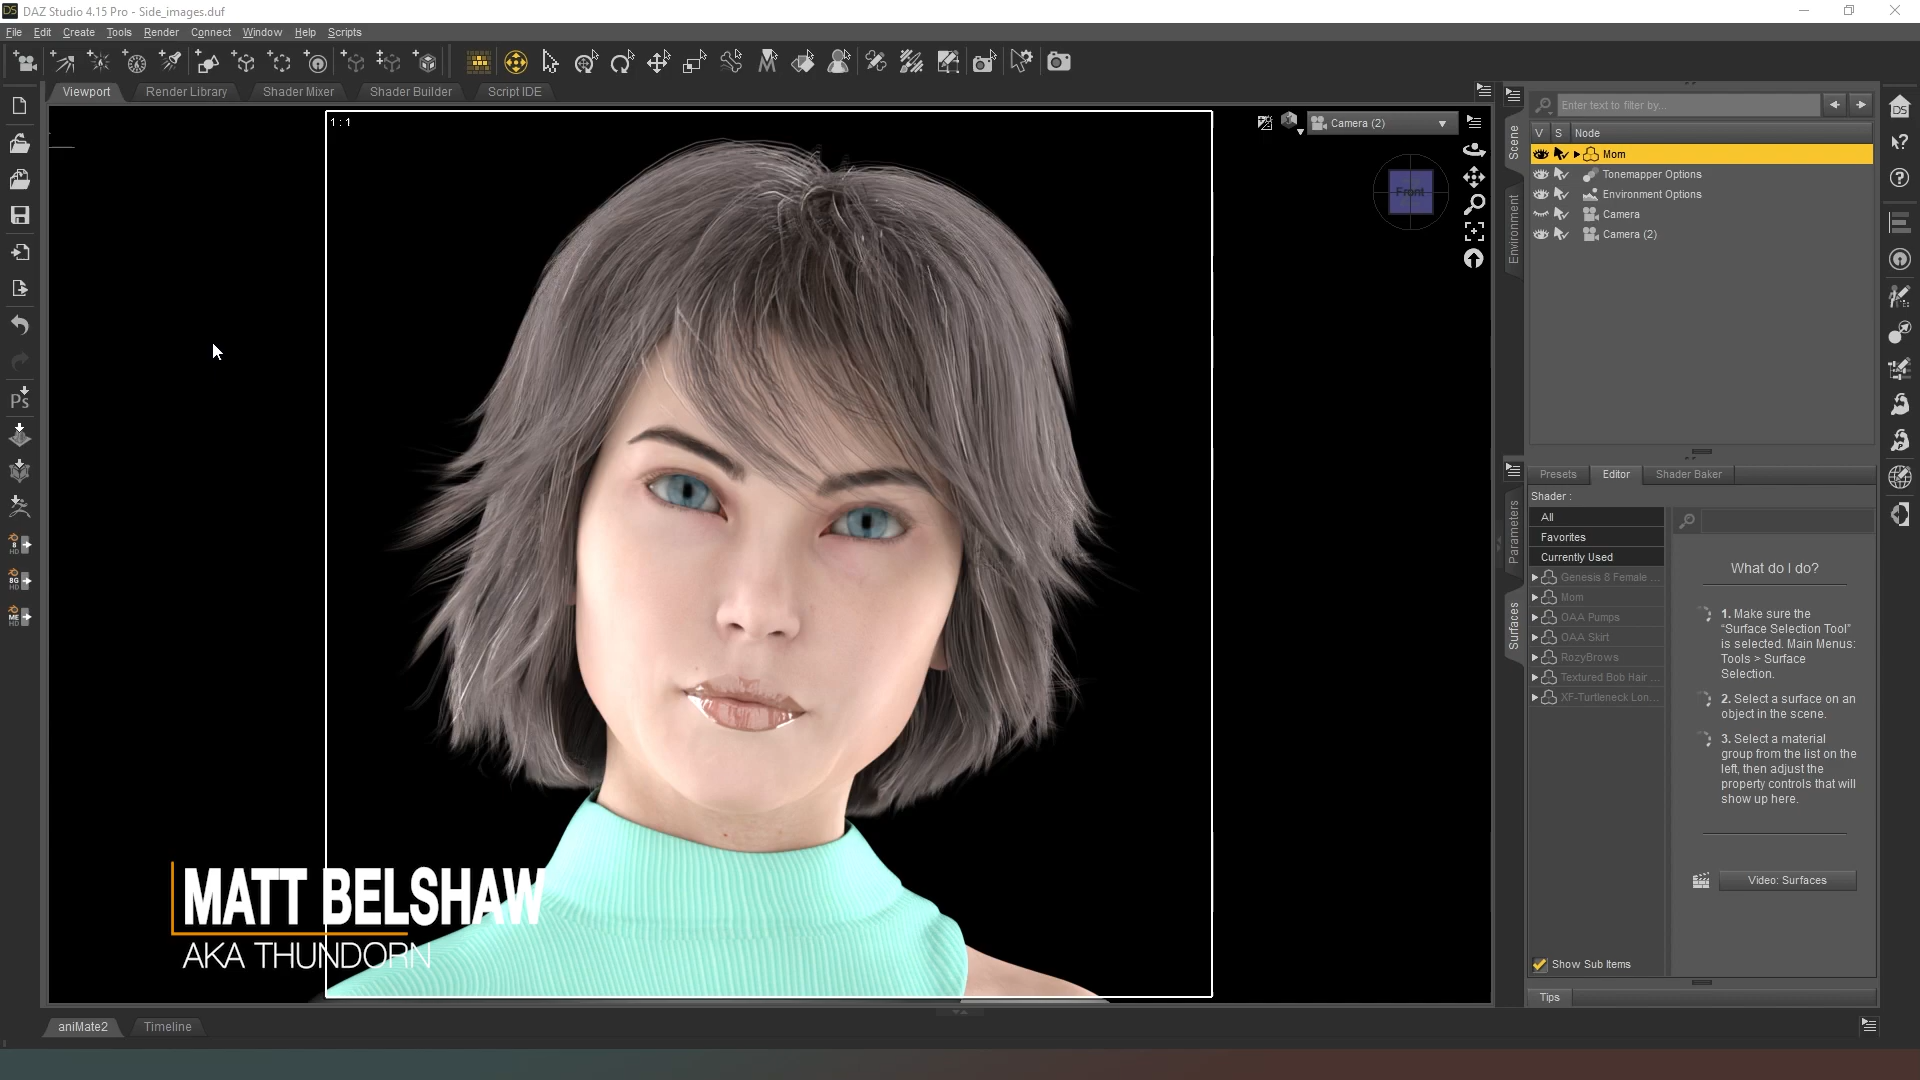 DAZ Studio 4.15 Pro - Side_images.duf
File Edit Create Tools Render Connect Window Help Scripts
Viewport Render Library Shader Mixer Shader Builder Script IDE
1 : 1
Camera (2)
Front
Scene
Environment
Enter text to filter by...
V S Node
Mom
Tonemapper Options
Environment Options
Camera
Camera (2)
Parameters
Surfaces
Presets Editor Shader Baker
Shader :
All
Favorites
Currently Used
Genesis 8 Female ...
Mom
OAA Pumps
OAA Skirt
RozyBrows
Textured Bob Hair ...
XF-Turtleneck Lon...
What do I do?
1. Make sure the
"Surface Selection Tool"
is selected. Main Menus:
Tools > Surface
Selection.
2. Select a surface on an
object in the scene.
3. Select a material
group from the list on the
left, then adjust the
property controls that will
show up here.
Video: Surfaces
Show Sub Items
Tips
MATT BELSHAW
AKA THUNDORN
aniMate2 Timeline